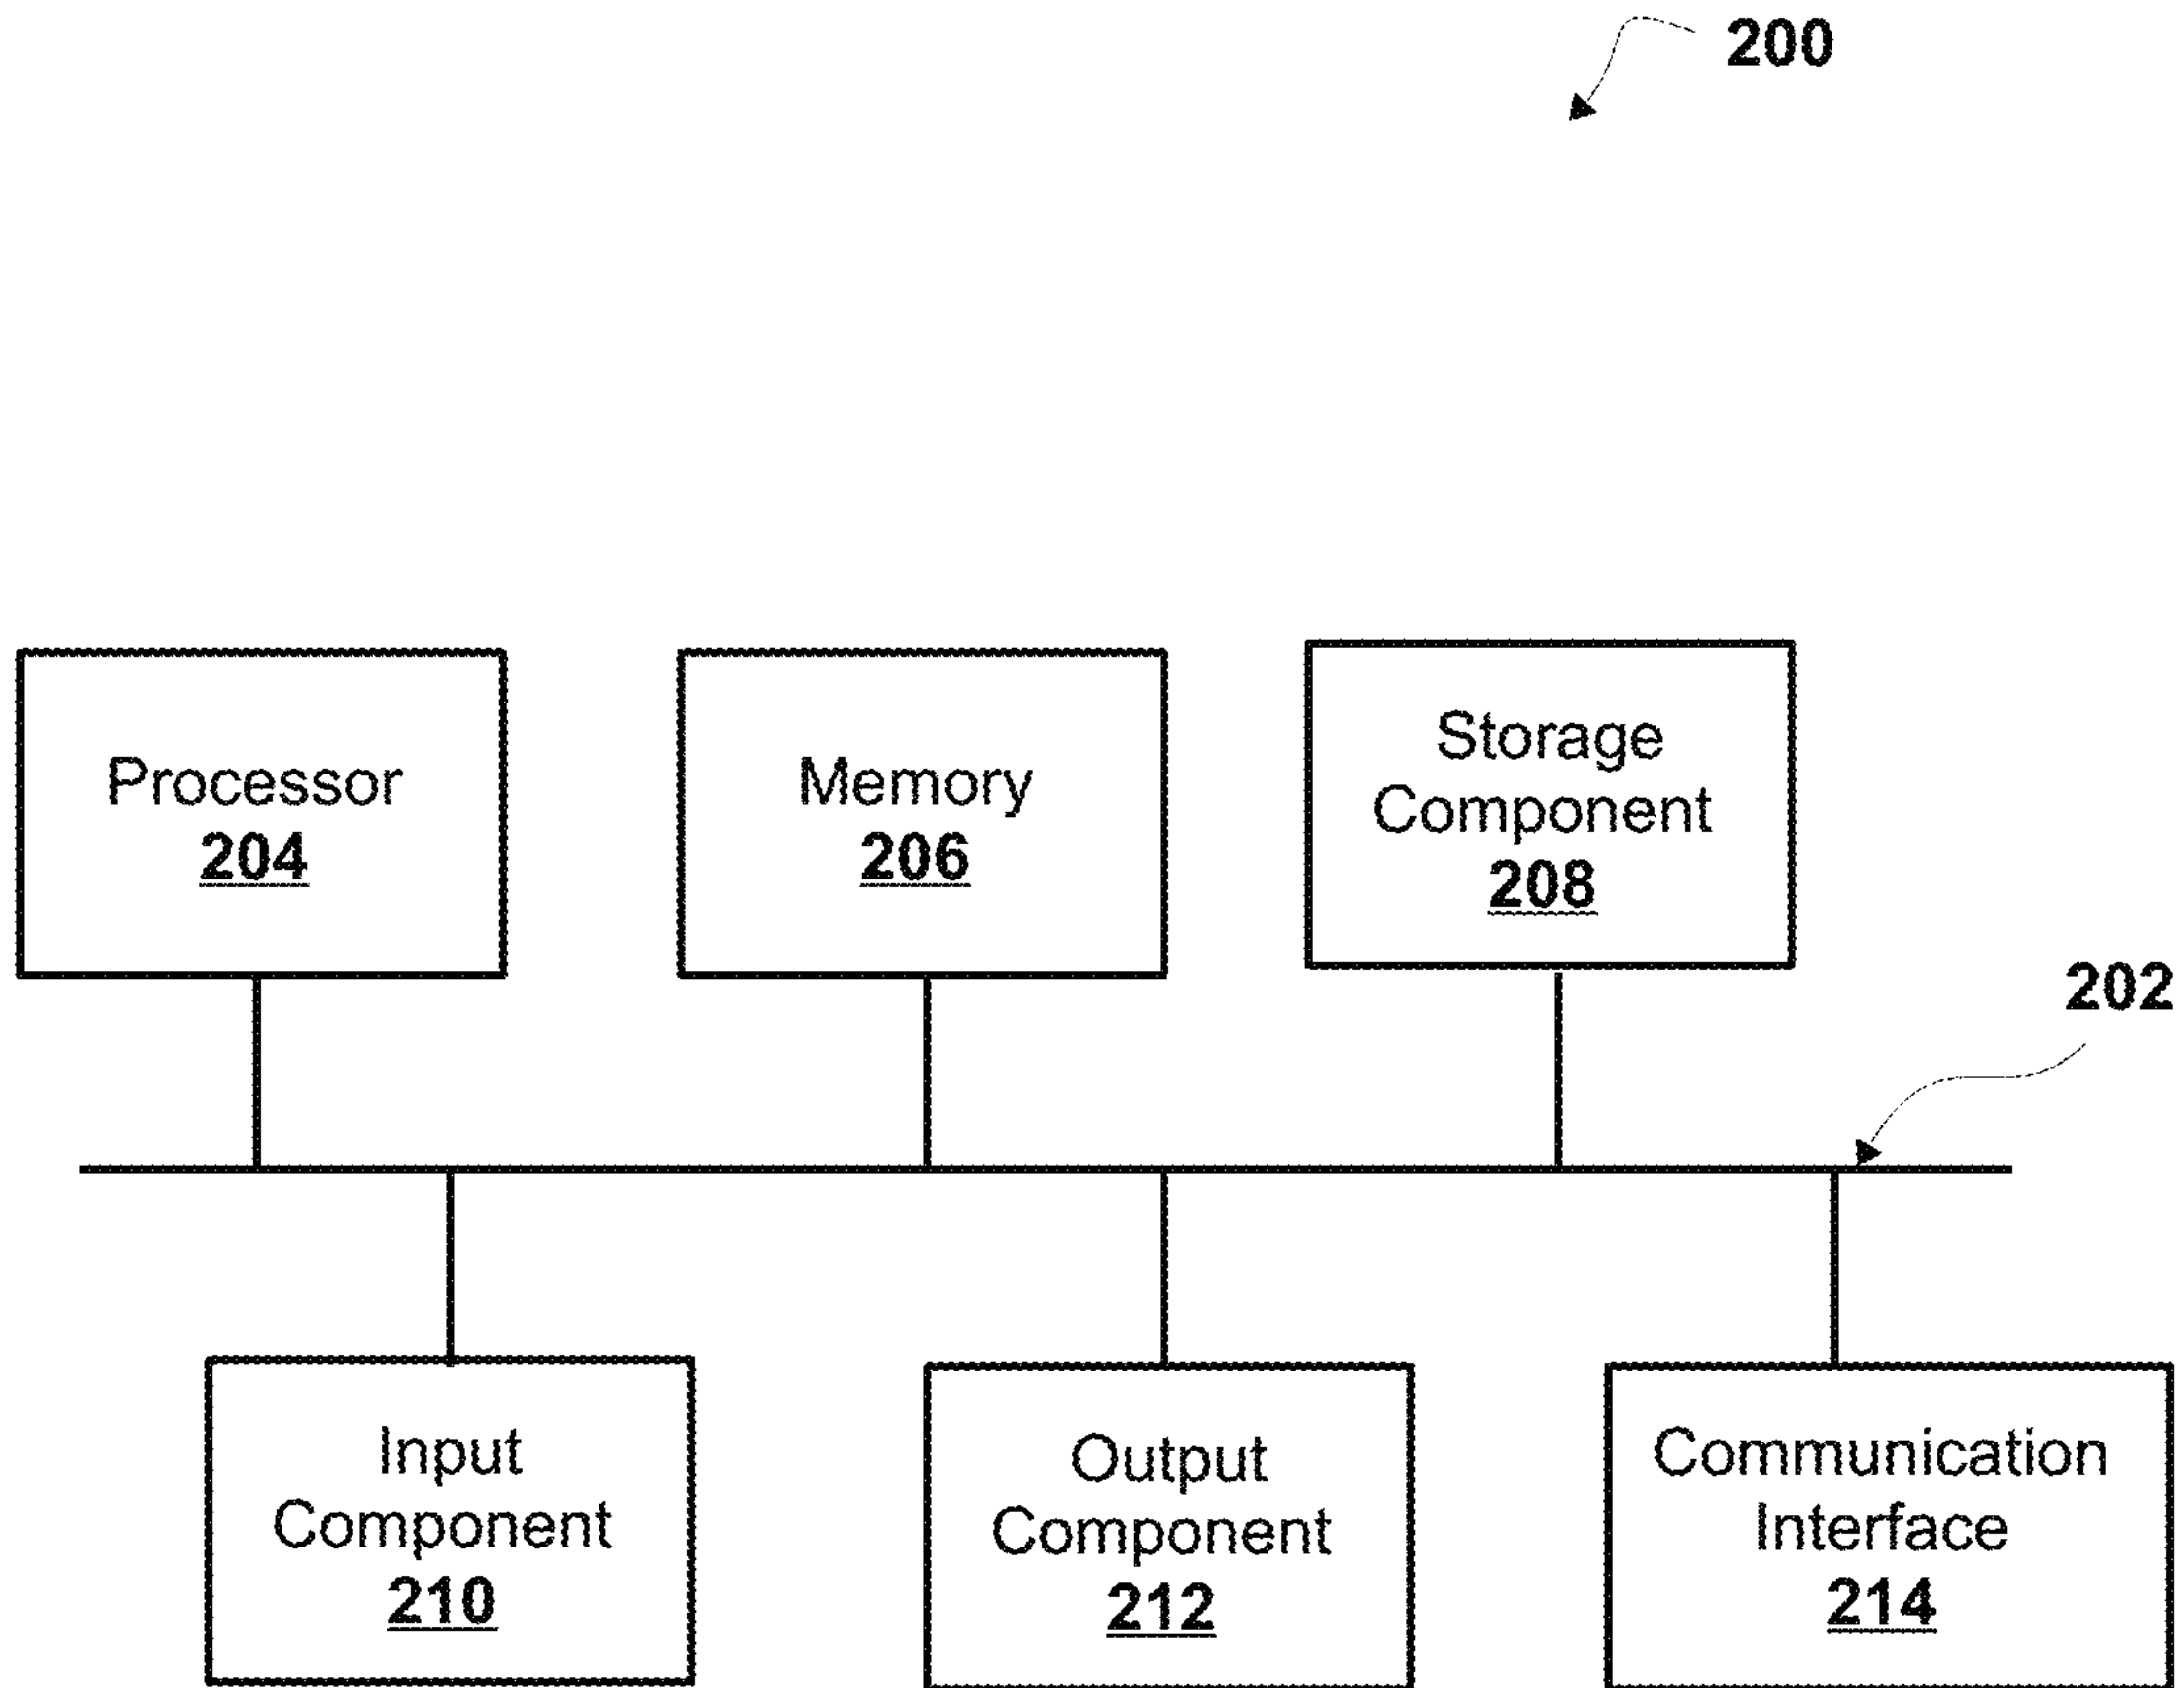 200
Processor
204
Memory
206
Storage
Component
208
202
Input
Component
210
Output
Component
212
Communication
Interface
214